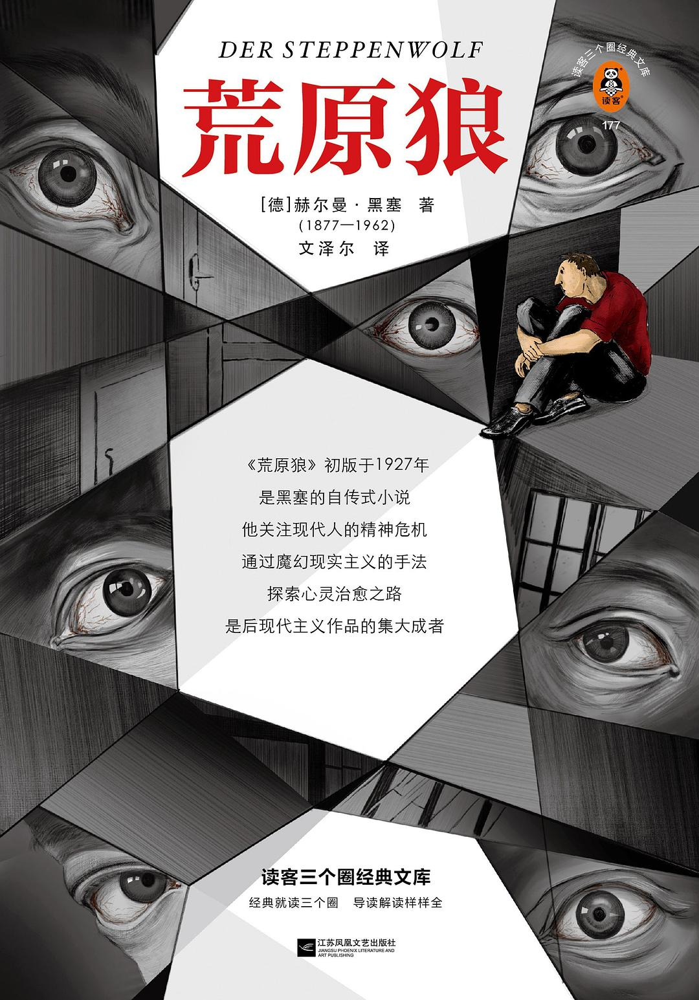 DER STEPPENWOLF
荒原狼
读客三个圈经典文库
读客
177
[德]赫尔曼·黑塞 著
(1877—1962)
文泽尔 译
《荒原狼》初版于1927年
是黑塞的自传式小说
他关注现代人的精神危机
通过魔幻现实主义的手法
探索心灵治愈之路
是后现代主义作品的集大成者
读客三个圈经典文库
经典就读三个圈 导读解读样样全
江苏凤凰文艺出版社
JIANGSU PHOENIX LITERATURE AND
ART PUBLISHING